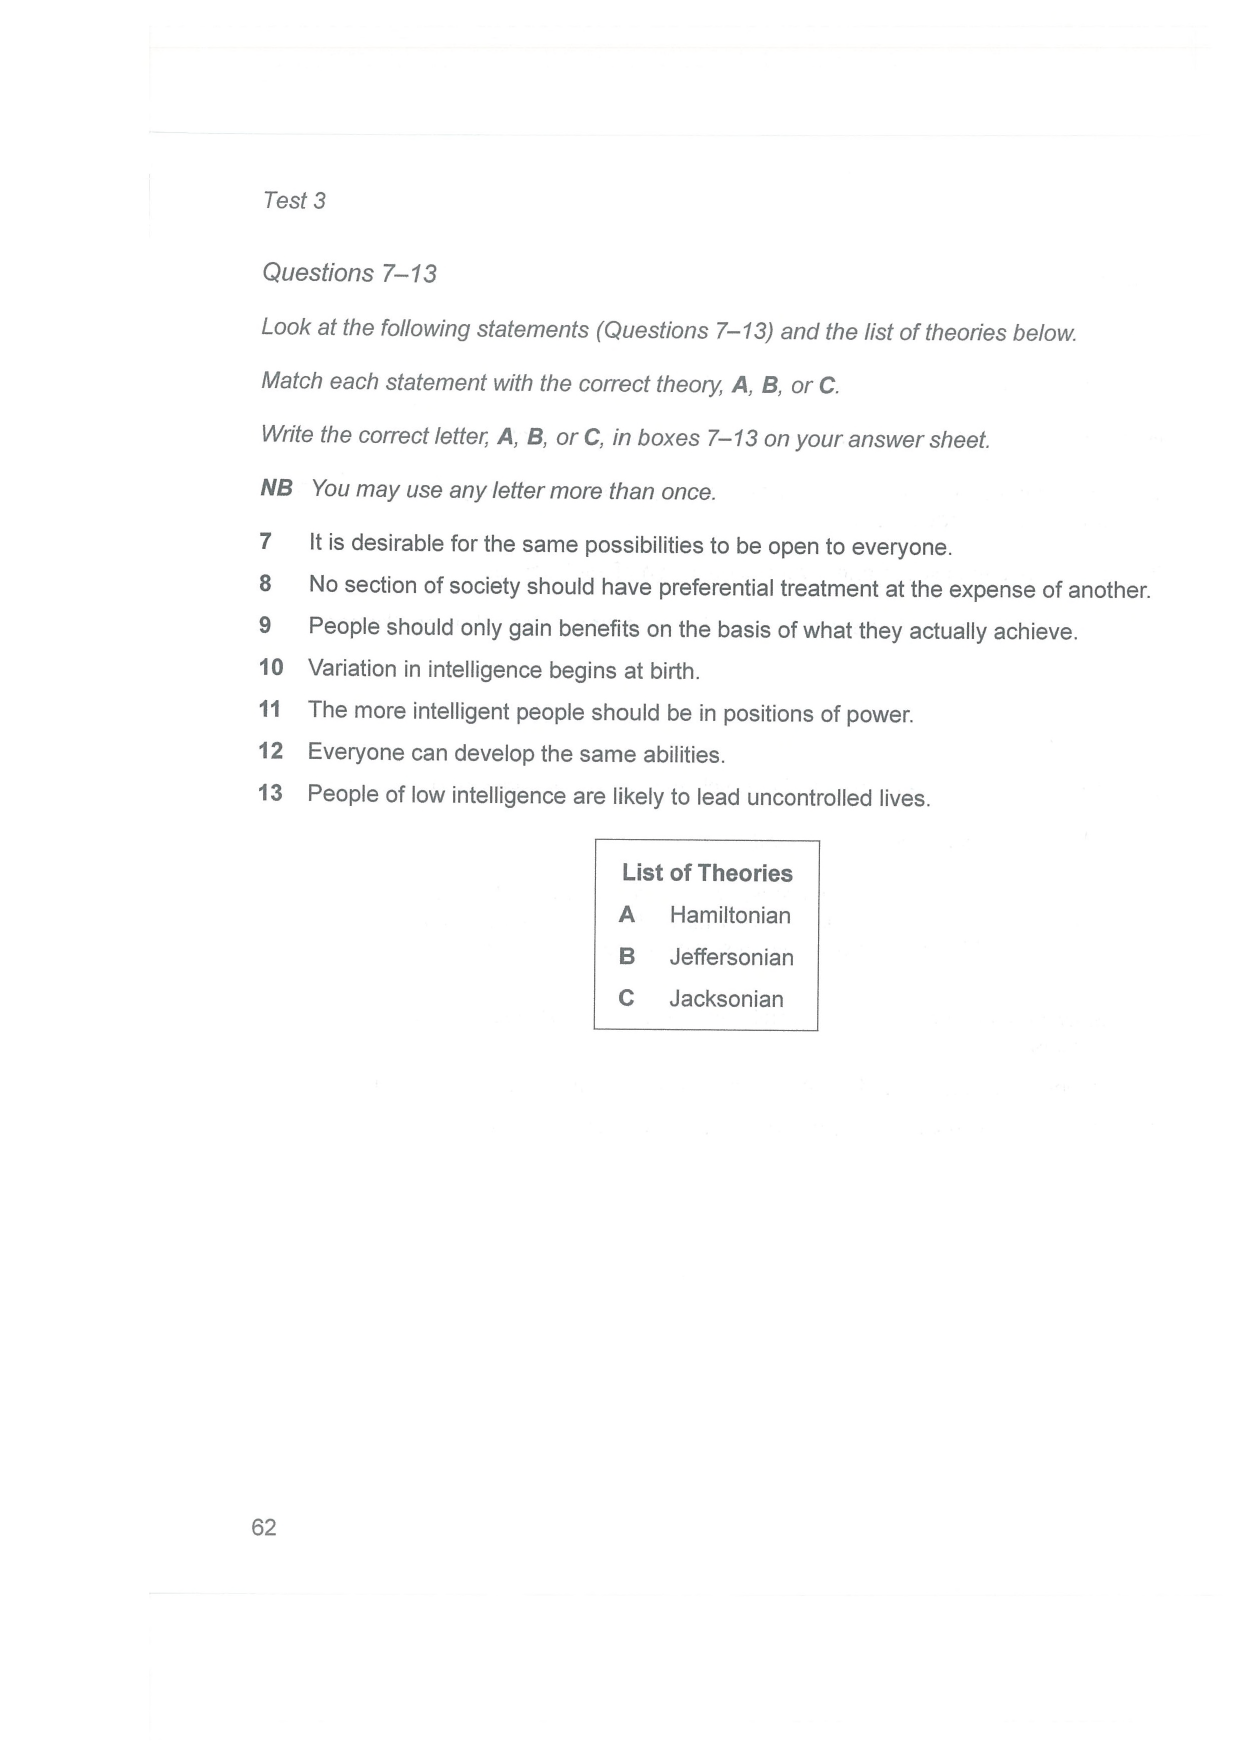 Test 3
Questions 7–13
Look at the following statements (Questions 7–13) and the list of theories below.
Match each statement with the correct theory, A, B, or C.
Write the correct letter, A, B, or C, in boxes 7–13 on your answer sheet.
NB You may use any letter more than once.
7 It is desirable for the same possibilities to be open to everyone.
8 No section of society should have preferential treatment at the expense of another.
9 People should only gain benefits on the basis of what they actually achieve.
10 Variation in intelligence begins at birth.
11 The more intelligent people should be in positions of power.
12 Everyone can develop the same abilities.
13 People of low intelligence are likely to lead uncontrolled lives.
List of Theories
A Hamiltonian
B Jeffersonian
C Jacksonian
62